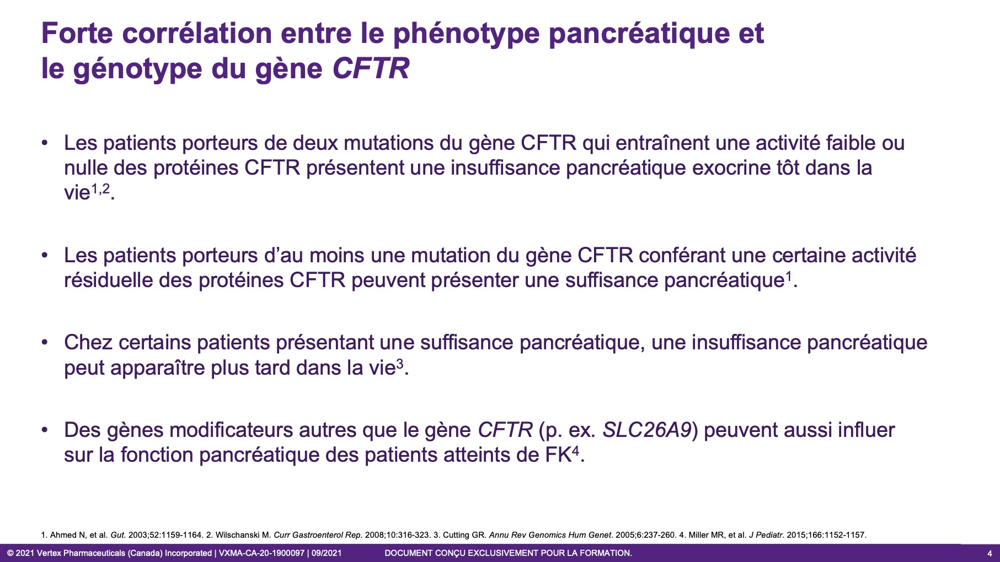 Forte corrélation entre le phénotype pancréatique et
le génotype du gène CFTR
• Les patients porteurs de deux mutations du gène CFTR qui entraînent une activité faible ou
nulle des protéines CFTR présentent une insuffisance pancréatique exocrine tôt dans la
vie1,2.
• Les patients porteurs d’au moins une mutation du gène CFTR conférant une certaine activité
résiduelle des protéines CFTR peuvent présenter une suffisance pancréatique1.
• Chez certains patients présentant une suffisance pancréatique, une insuffisance pancréatique
peut apparaître plus tard dans la vie3.
• Des gènes modificateurs autres que le gène CFTR (p. ex. SLC26A9) peuvent aussi influer
sur la fonction pancréatique des patients atteints de FK4.
1. Ahmed N, et al. Gut. 2003;52:1159-1164. 2. Wilschanski M. Curr Gastroenterol Rep. 2008;10:316-323. 3. Cutting GR. Annu Rev Genomics Hum Genet. 2005;6:237-260. 4. Miller MR, et al. J Pediatr. 2015;166:1152-1157.
© 2021 Vertex Pharmaceuticals (Canada) Incorporated | VXMA-CA-20-1900097 | 09/2021 DOCUMENT CONÇU EXCLUSIVEMENT POUR LA FORMATION. 4